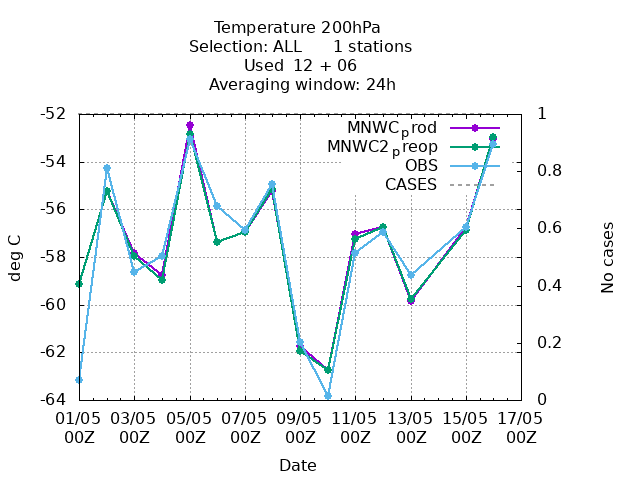 Temperature 200hPa
Selection: ALL 1 stations
Used 12 + 06
Averaging window: 24h
-52
-54
-56
-58
-60
-62
-64
1
0.8
0.6
0.4
0.2
0
deg C
No cases
MNWCprod
MNWC2preop
OBS
CASES
01/05 03/05 05/05 07/05 09/05 11/05 13/05 15/05 17/05
00Z 00Z 00Z 00Z 00Z 00Z 00Z 00Z 00Z
Date